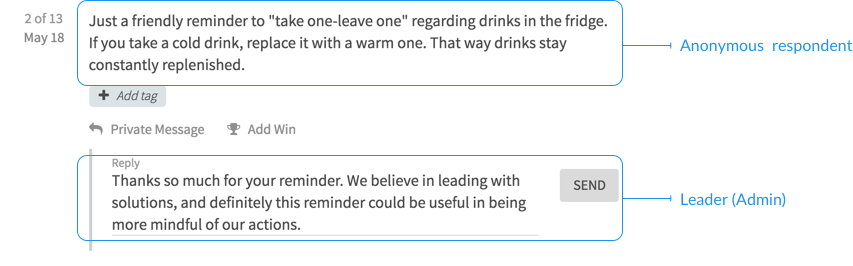 2 of 13
May 18
Just a friendly reminder to "take one-leave one" regarding drinks in the fridge.
If you take a cold drink, replace it with a warm one. That way drinks stay
constantly replenished.
Anonymous respondent
Add tag
Private Message
Add Win
Reply
Thanks so much for your reminder. We believe in leading with
solutions, and definitely this reminder could be useful in being
more mindful of our actions.
SEND
Leader (Admin)